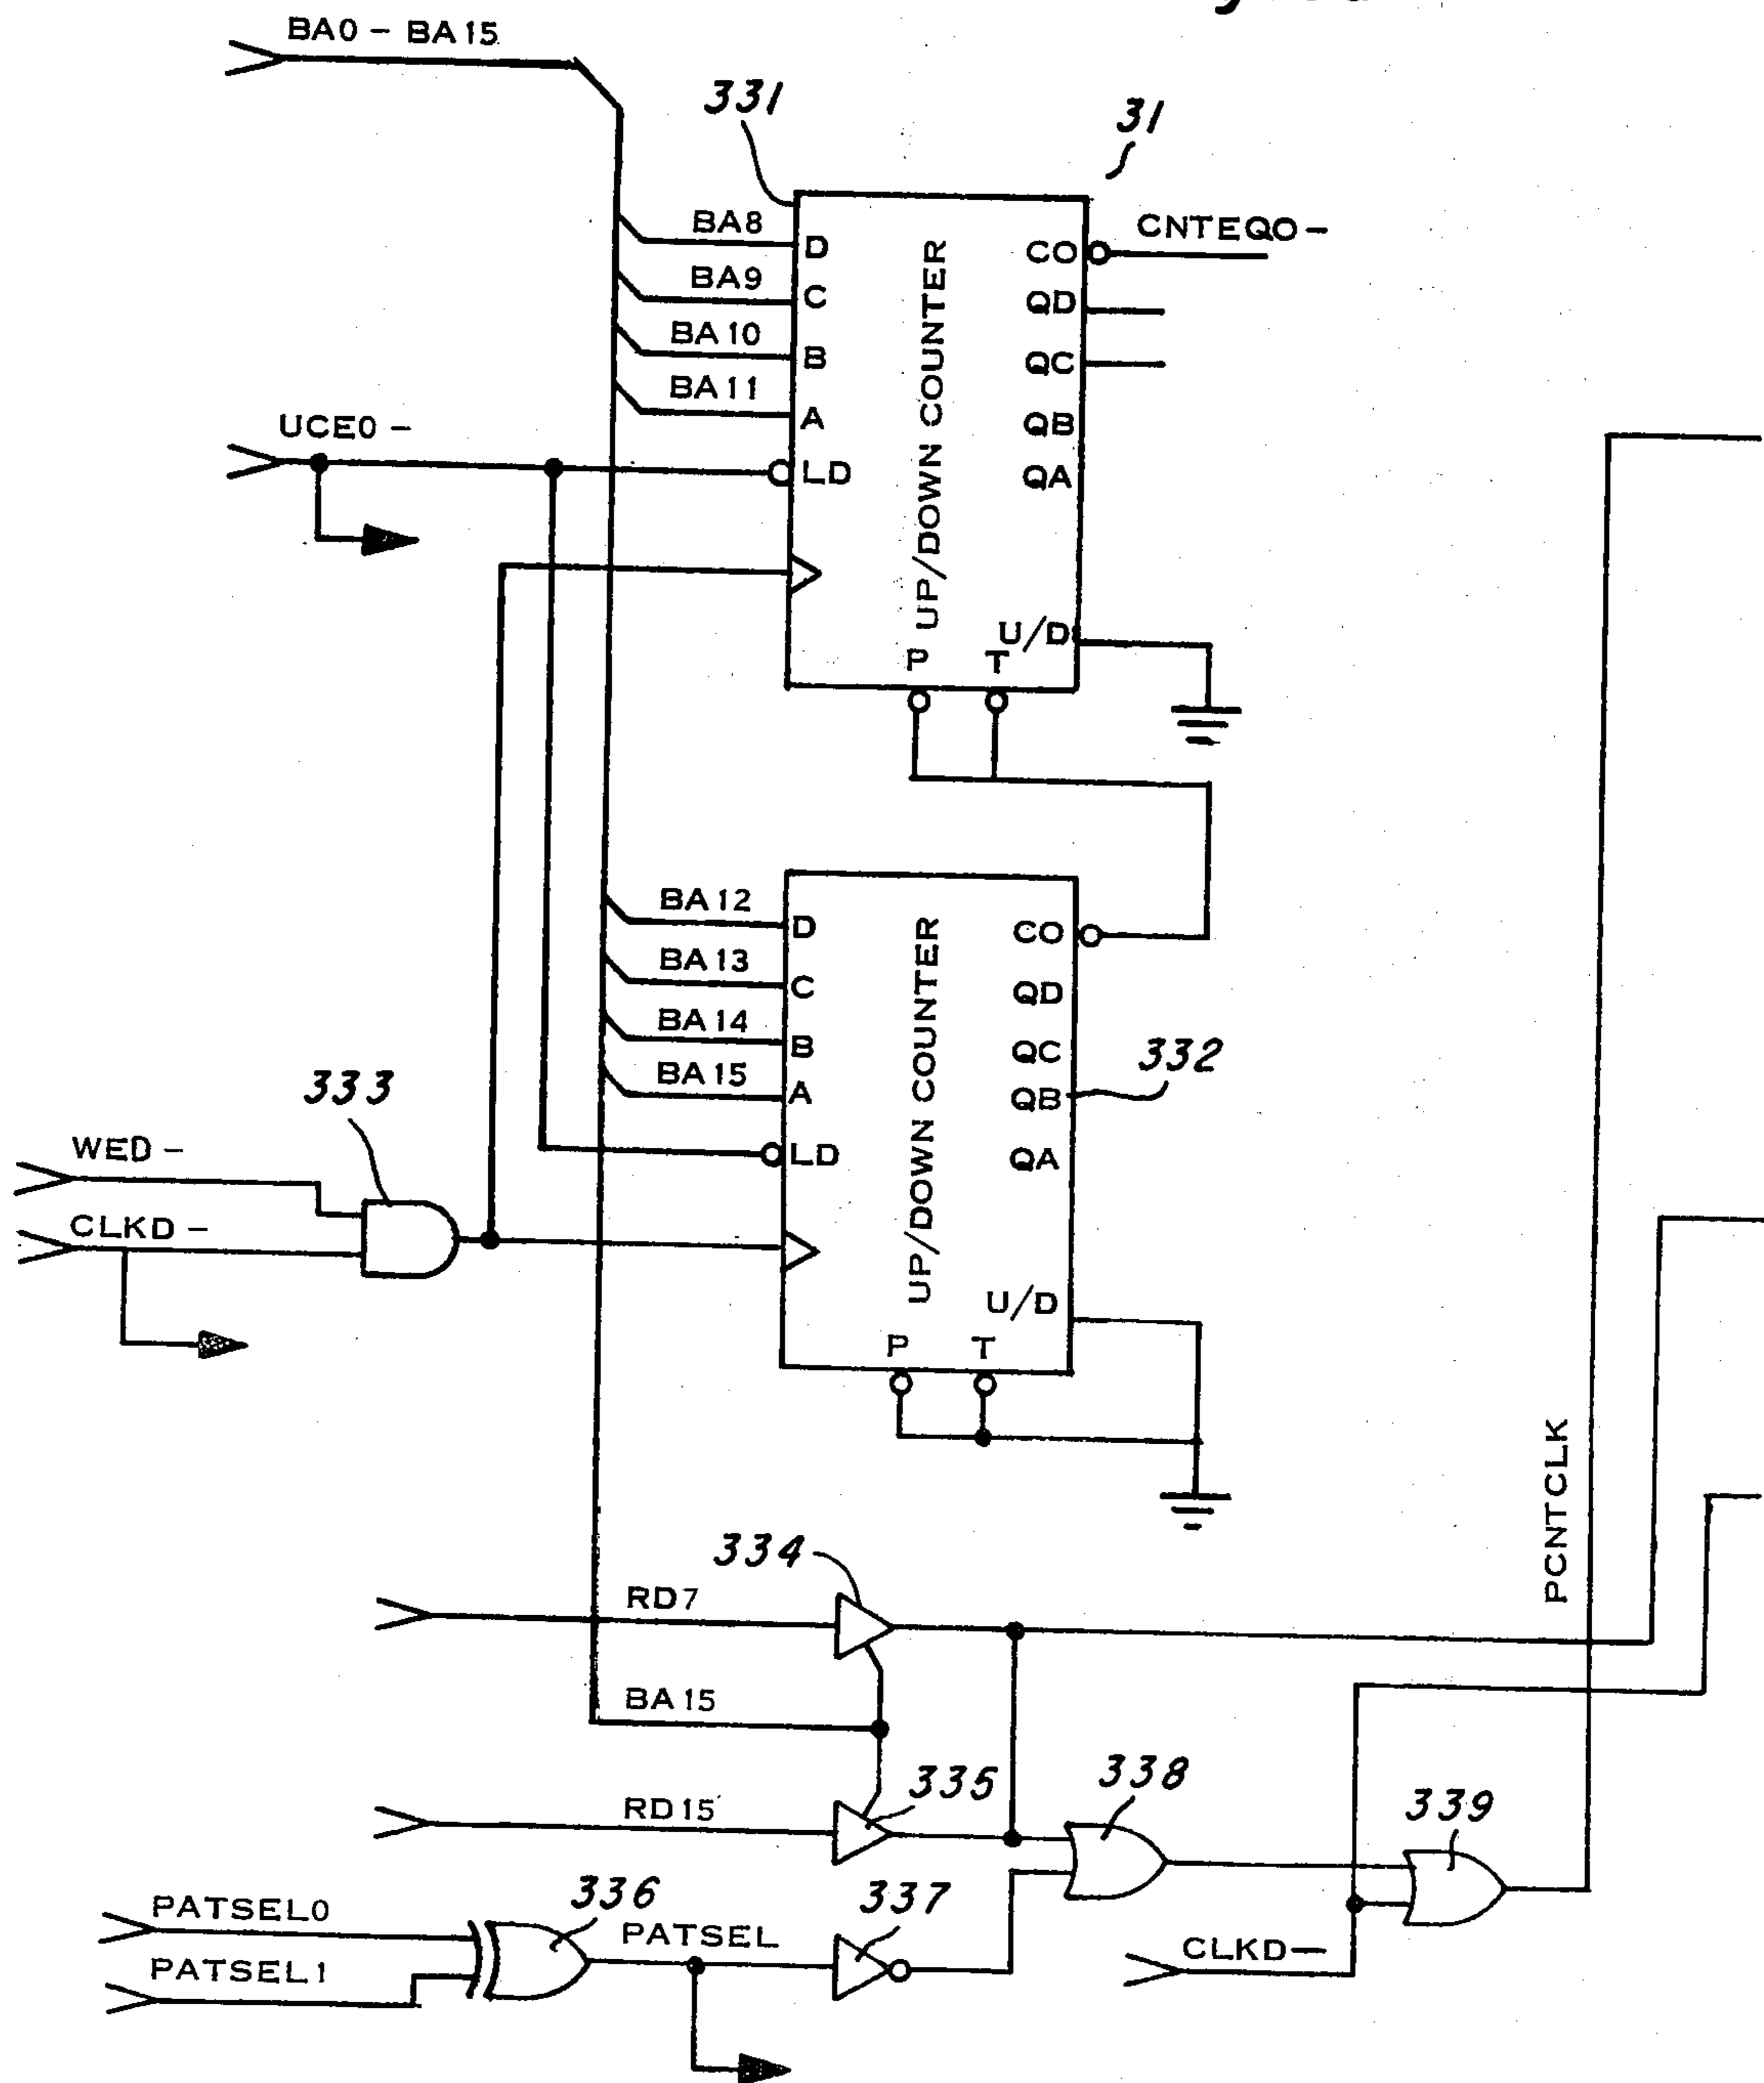 BA0 - BA15
331
31
BA8
D
CO
CNTEQ0 -
BA9
C
QD
BA10
B
QC
BA11
A
QB
UCE0 -
LD
QA
UP/DOWN COUNTER
U/D
P
T
BA12
D
CO
BA13
C
QD
BA14
B
QC
332
BA15
A
QB
333
WED -
LD
QA
CLKD -
UP/DOWN COUNTER
U/D
P
T
PCNTCLK
334
RD7
BA15
335
338
RD15
339
336
337
PATSEL0
PATSEL
PATSEL1
CLKD—